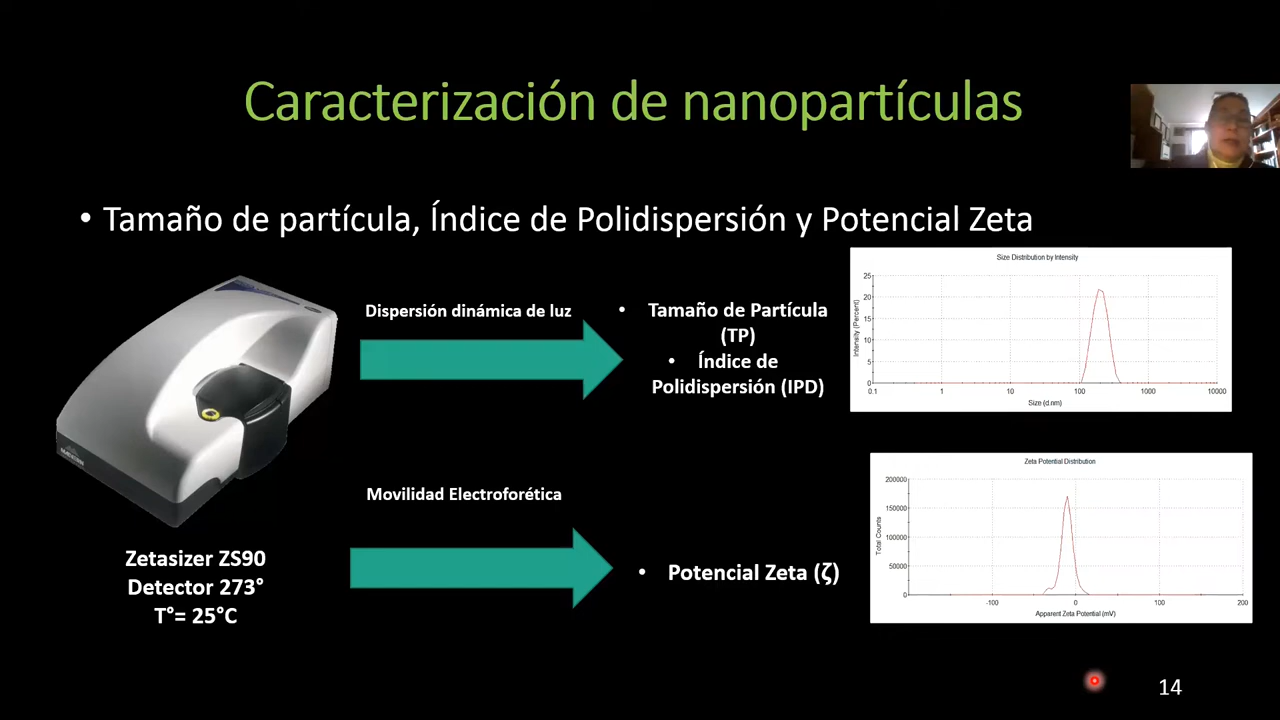 Caracterización de nanopartículas
• Tamaño de partícula, Índice de Polidispersión y Potencial Zeta
Dispersión dinámica de luz
• Tamaño de Partícula
(TP)
• Índice de
Polidispersión (IPD)
Size Distribution by Intensity
Intensity (Percent)
25
20
15
10
5
0
0.1 1 10 100 1000 10000
Size (d.nm)
Movilidad Electroforética
• Potencial Zeta (ζ)
Zeta Potential Distribution
Total Counts
200000
150000
100000
50000
0
-100 0 100 200
Apparent Zeta Potential (mV)
Zetasizer ZS90
Detector 273°
T°= 25°C
14